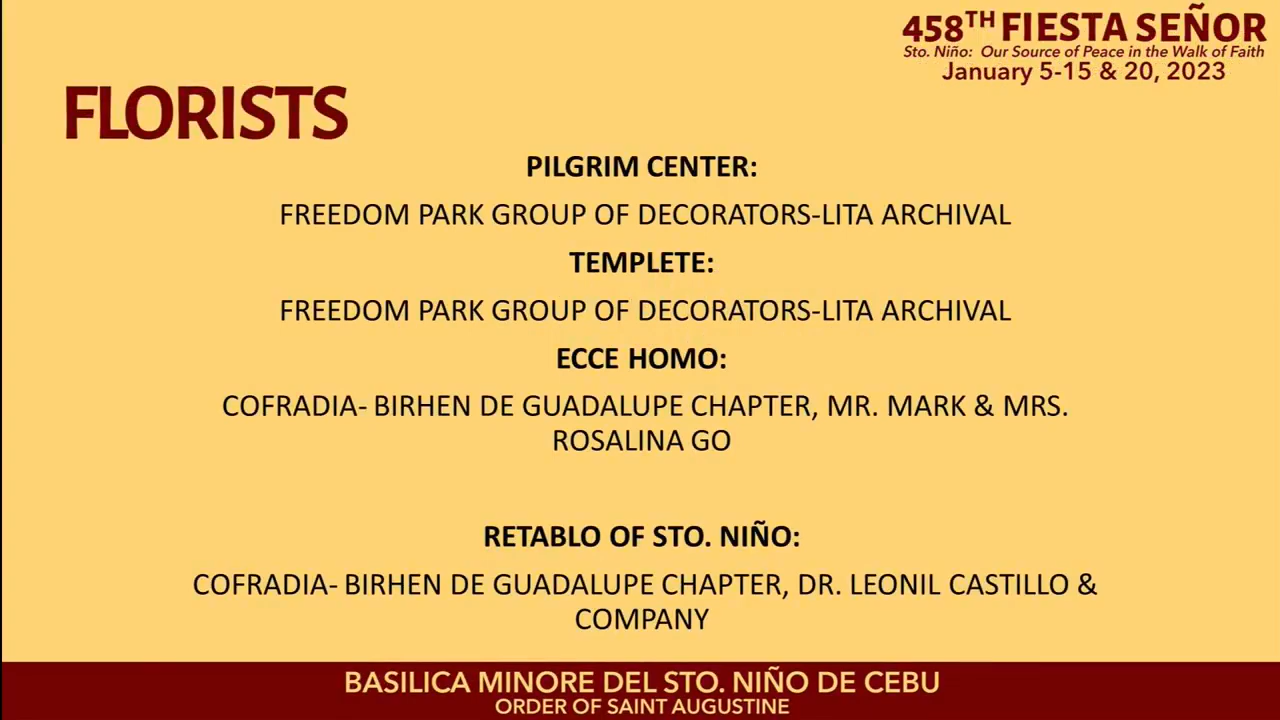 458TH FIESTA SEÑOR
Sto. Niño: Our Source of Peace in the Walk of Faith
January 5-15 & 20, 2023
FLORISTS
PILGRIM CENTER:
FREEDOM PARK GROUP OF DECORATORS-LITA ARCHIVAL
TEMPLETE:
FREEDOM PARK GROUP OF DECORATORS-LITA ARCHIVAL
ECCE HOMO:
COFRADIA- BIRHEN DE GUADALUPE CHAPTER, MR. MARK & MRS.
ROSALINA GO
RETABLO OF STO. NIÑO:
COFRADIA- BIRHEN DE GUADALUPE CHAPTER, DR. LEONIL CASTILLO &
COMPANY
BASILICA MINORE DEL STO. NIÑO DE CEBU
ORDER OF SAINT AUGUSTINE